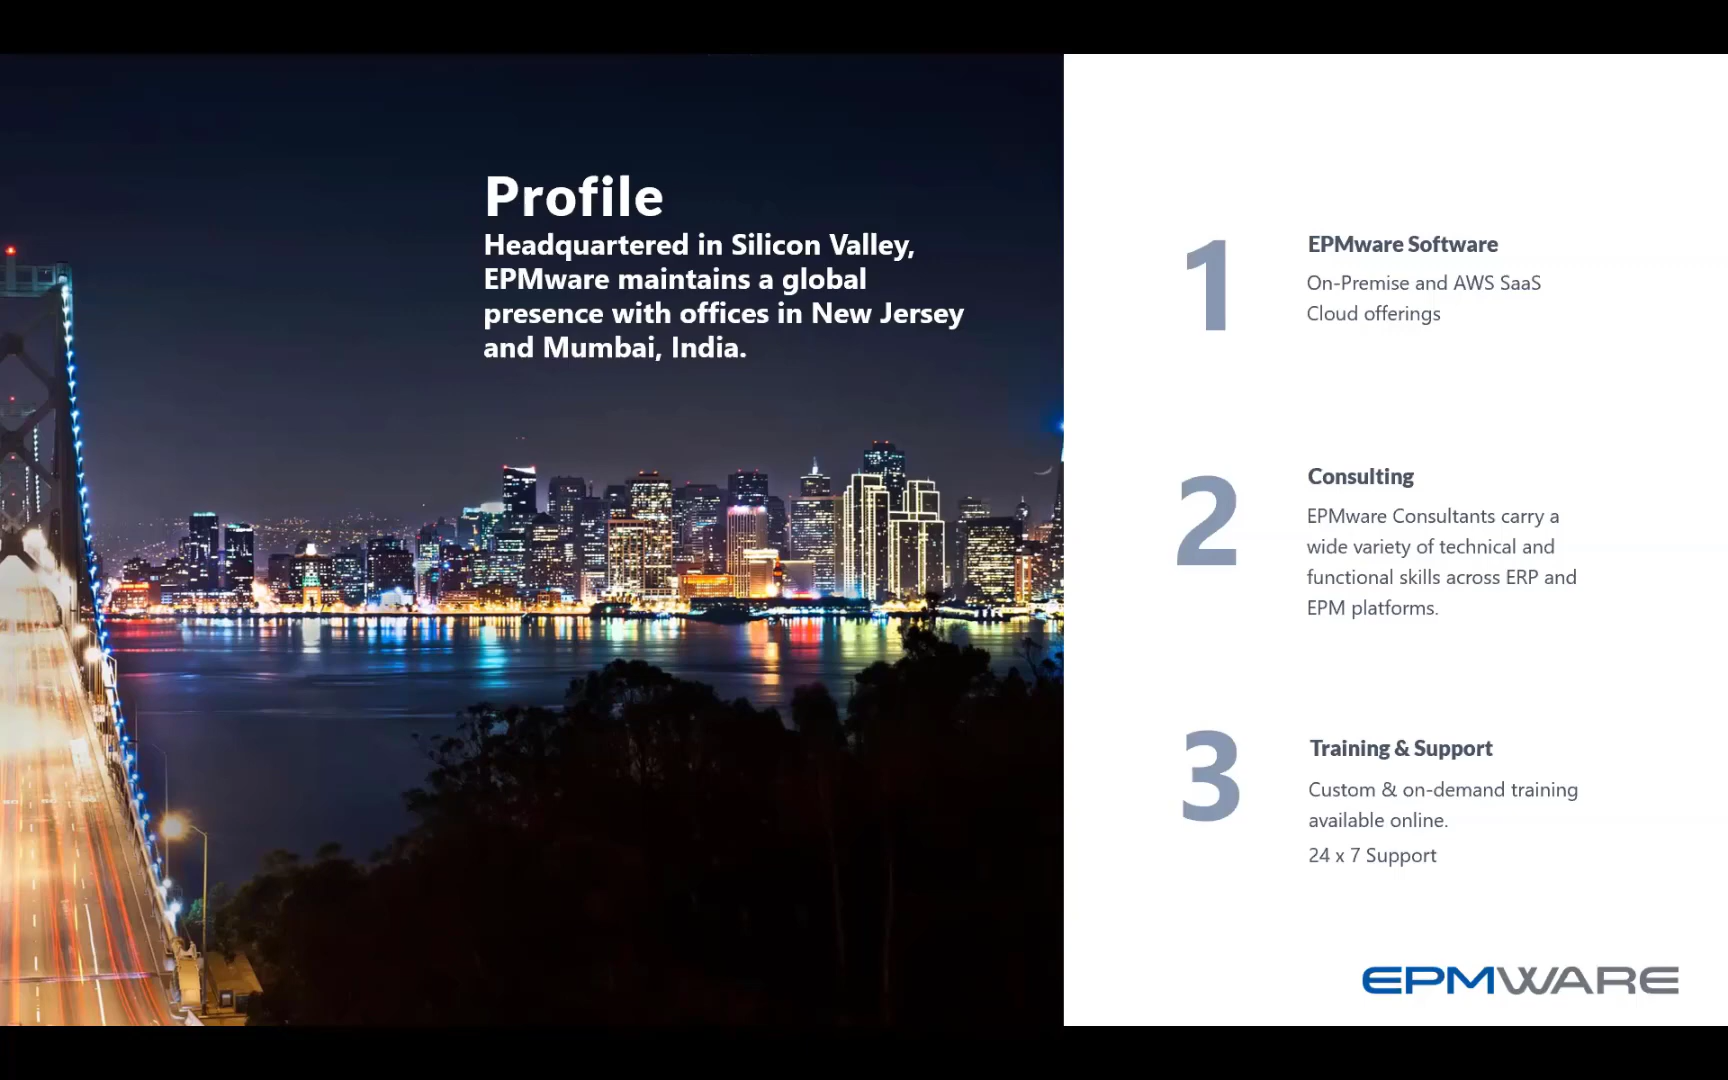 Profile
Headquartered in Silicon Valley,
EPMware maintains a global
presence with offices in New Jersey
and Mumbai, India.
1
EPMware Software
On-Premise and AWS SaaS
Cloud offerings
2
Consulting
EPMware Consultants carry a
wide variety of technical and
functional skills across ERP and
EPM platforms.
3
Training & Support
Custom & on-demand training
available online.
24 x 7 Support
EPMWARE